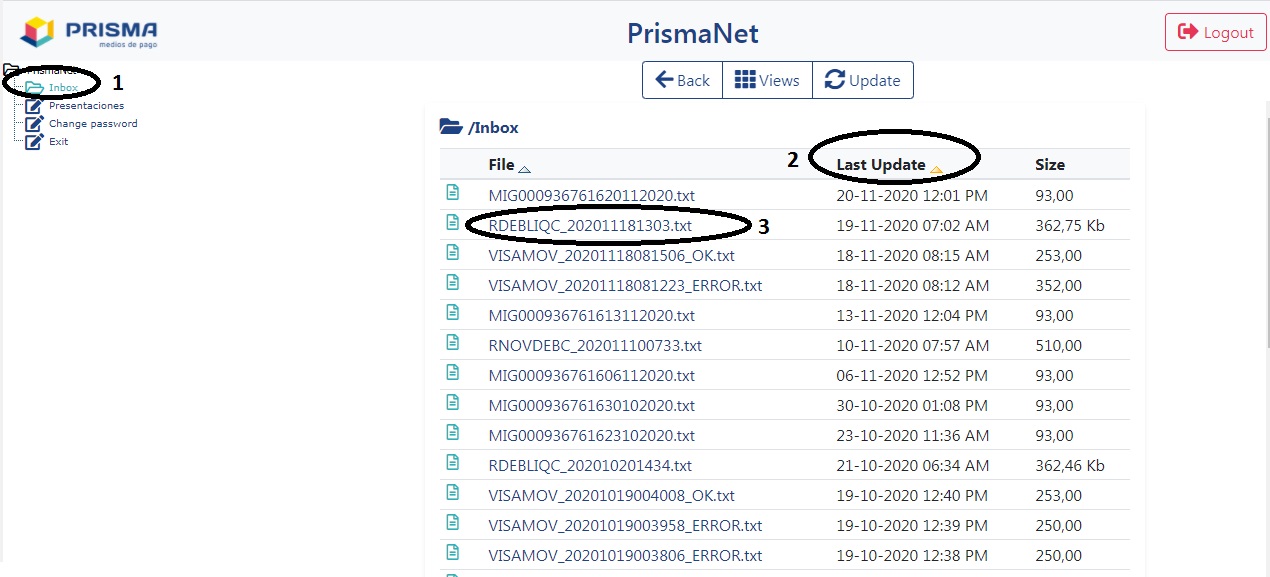 PRISMA
medios de pago
PrismaNet
Logout
PrismaNet
Inbox
1
Presentaciones
Change password
Exit
Back
Views
Update
/Inbox
File
2
Last Update
Size
MIG000936761620112020.txt 20-11-2020 12:01 PM 93,00
RDEBLIQC_202011181303.txt 3 19-11-2020 07:02 AM 362,75 Kb
VISAMOV_20201118081506_OK.txt 18-11-2020 08:15 AM 253,00
VISAMOV_20201118081223_ERROR.txt 18-11-2020 08:12 AM 352,00
MIG000936761613112020.txt 13-11-2020 12:04 PM 93,00
RNOVDEBC_202011100733.txt 10-11-2020 07:57 AM 510,00
MIG000936761606112020.txt 06-11-2020 12:52 PM 93,00
MIG000936761630102020.txt 30-10-2020 01:08 PM 93,00
MIG000936761623102020.txt 23-10-2020 11:36 AM 93,00
RDEBLIQC_202010201434.txt 21-10-2020 06:34 AM 362,46 Kb
VISAMOV_20201019004008_OK.txt 19-10-2020 12:40 PM 253,00
VISAMOV_20201019003958_ERROR.txt 19-10-2020 12:39 PM 250,00
VISAMOV_20201019003806_ERROR.txt 19-10-2020 12:38 PM 250,00